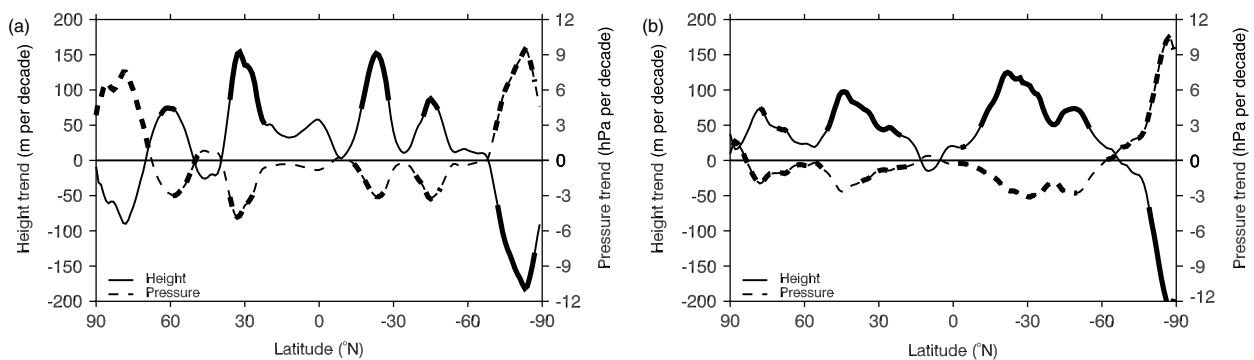 (a)
Height trend (m per decade)
200
150
100
50
0
-50
-100
-150
-200
12
9
6
3
0
-3
-6
-9
-12
Pressure trend (hPa per decade)
Height
Pressure
90 60 30 0 -30 -60 -90
Latitude (°N)
(b)
Height trend (m per decade)
200
150
100
50
0
-50
-100
-150
-200
12
9
6
3
0
-3
-6
-9
-12
Pressure trend (hPa per decade)
Height
Pressure
90 60 30 0 -30 -60 -90
Latitude (°N)